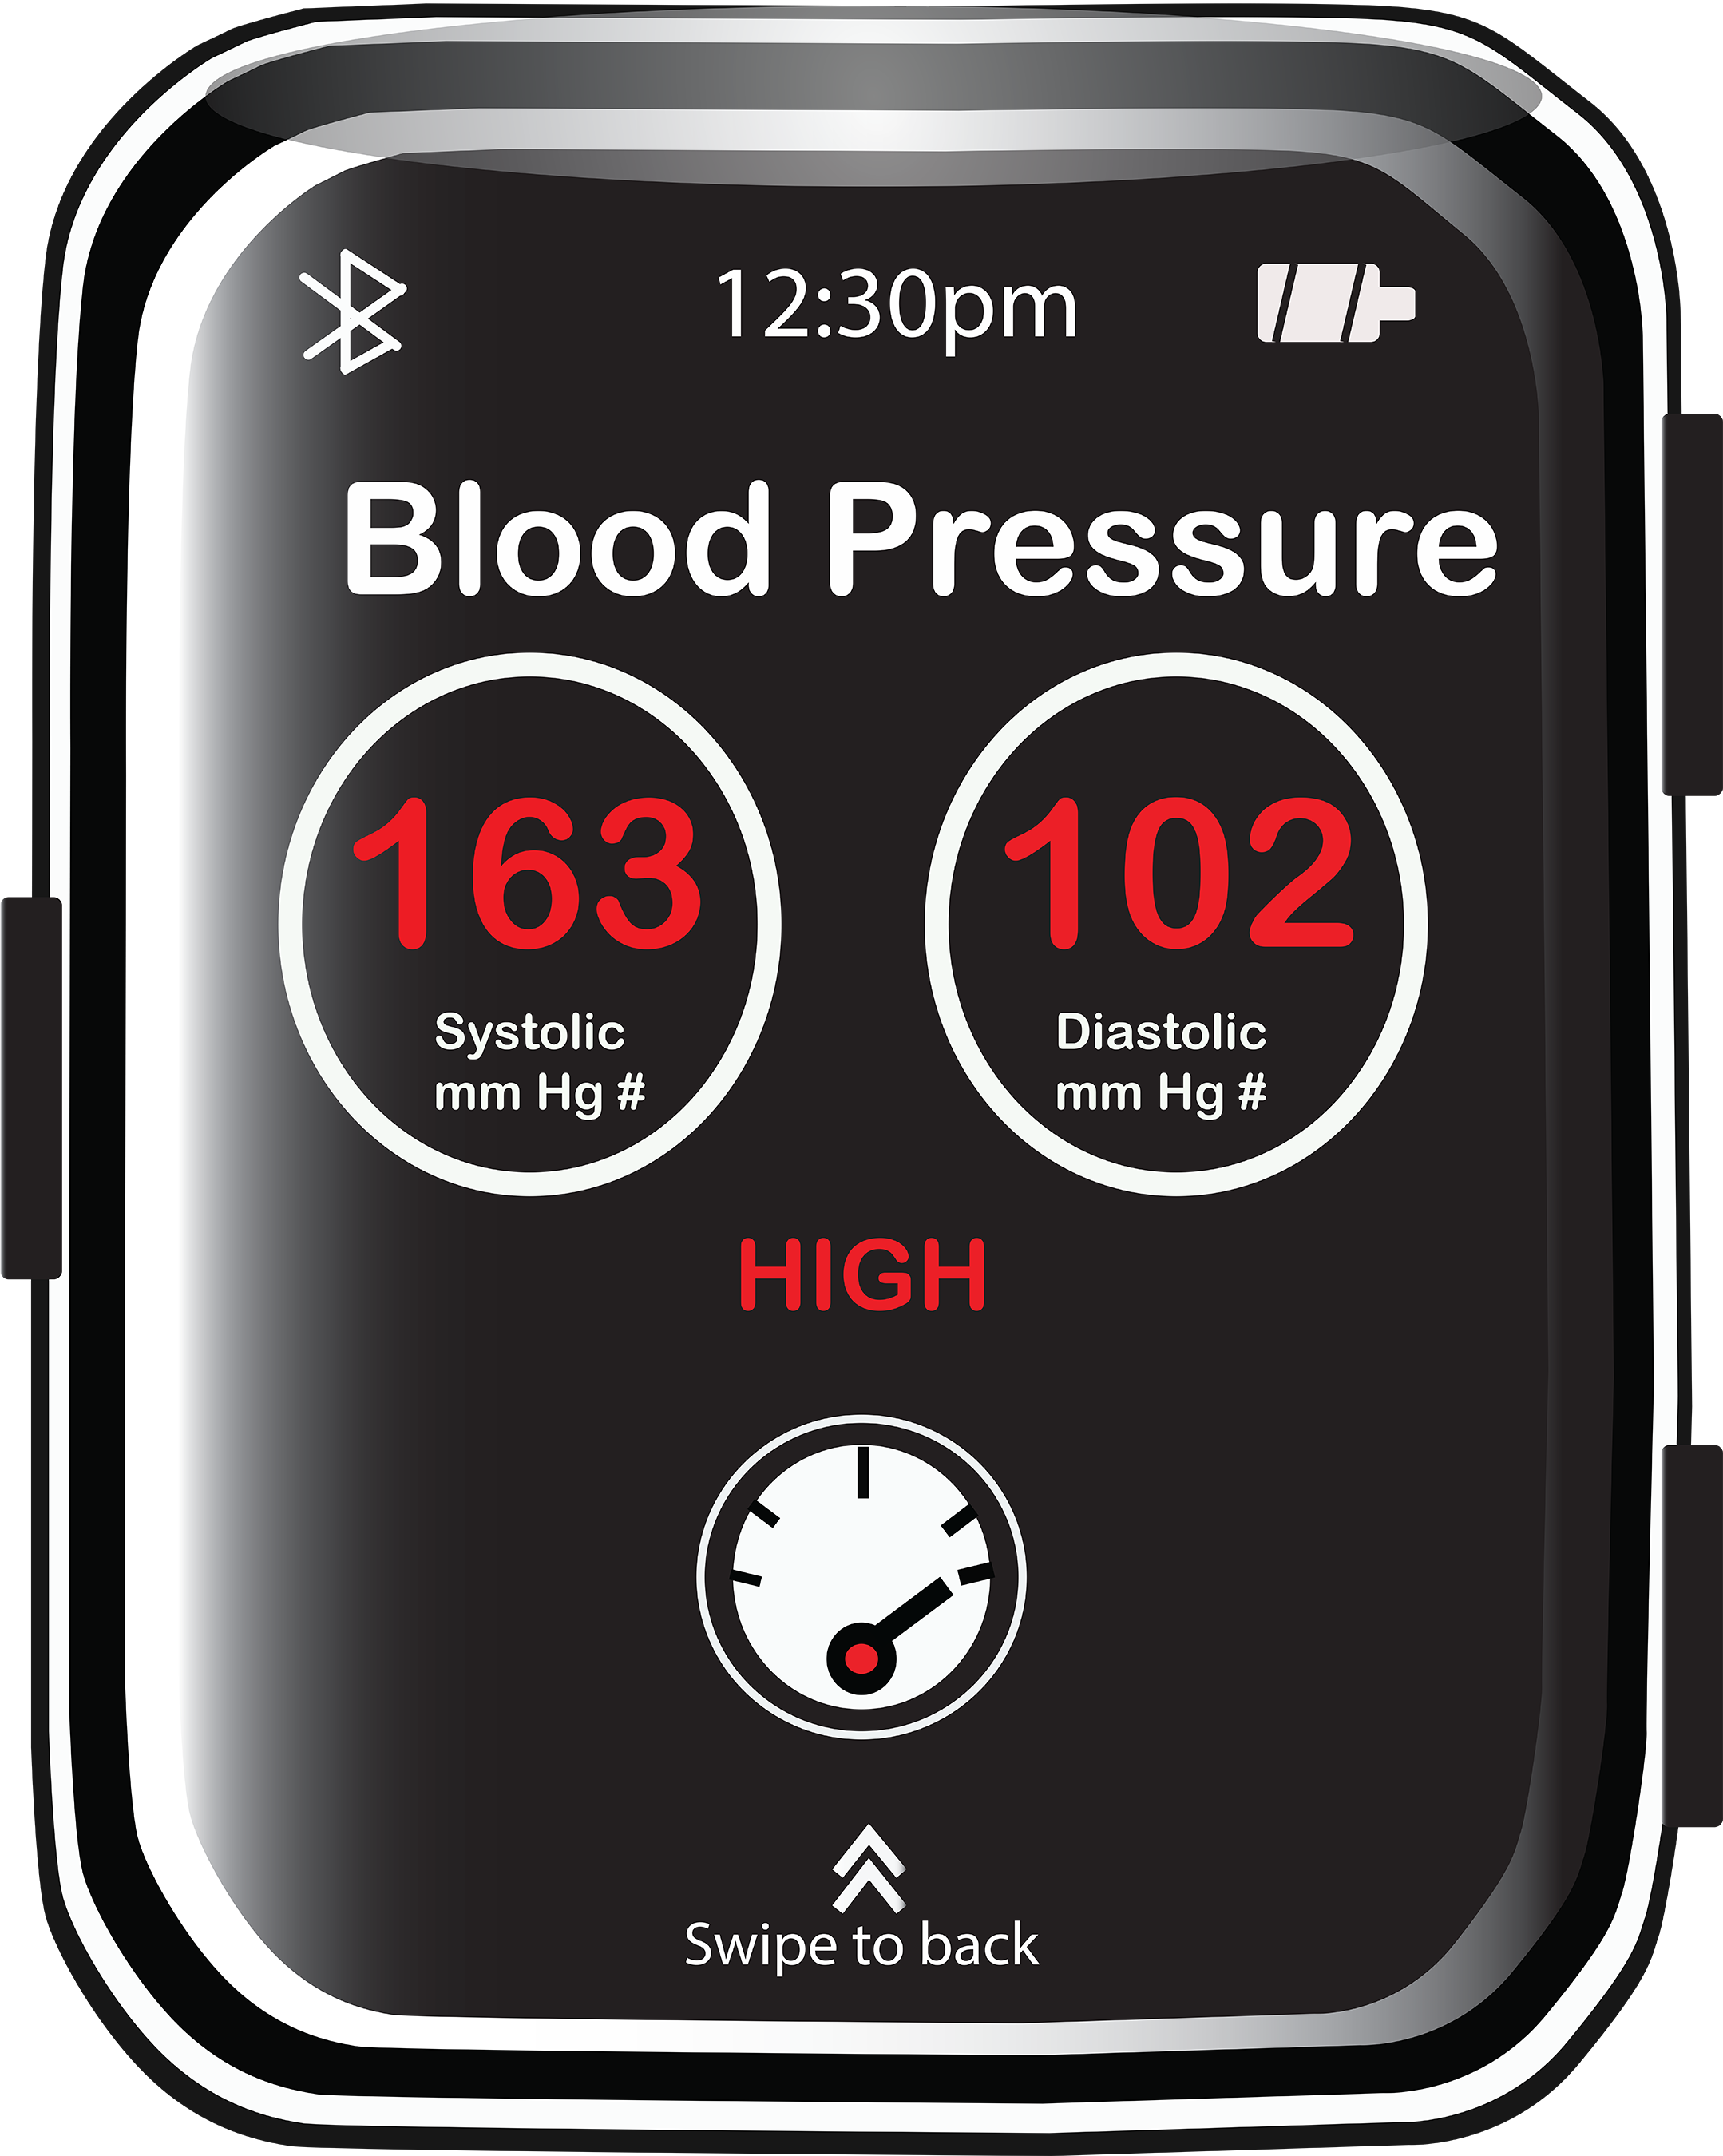 12:30pm
Blood Pressure
163 102
Systolic Diastolic
mm Hg # mm Hg #
HIGH
Swipe to back